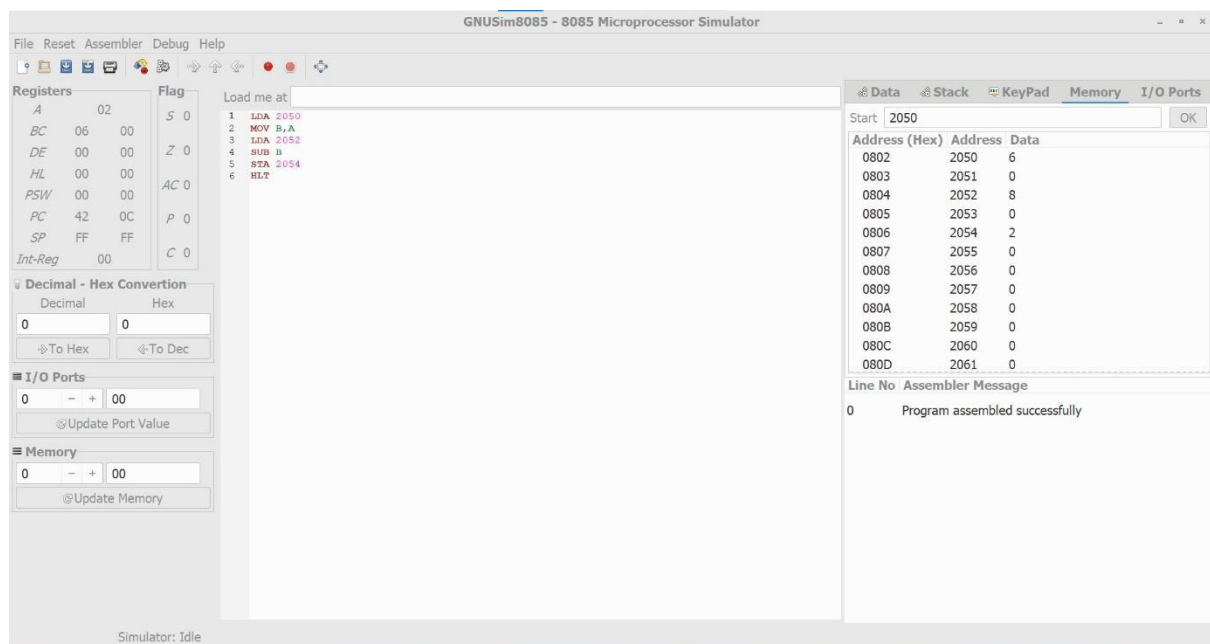 GNUSim8085 - 8085 Microprocessor Simulator
File Reset Assembler Debug Help
Registers
A 02
BC 06 00
DE 00 00
HL 00 00
PSW 00 00
PC 42 0C
SP FF FF
Int-Reg 00
Flag
S 0
Z 0
AC 0
P 0
C 0
Decimal - Hex Convertion
Decimal Hex
0 0
To Hex To Dec
I/O Ports
0 - + 00
Update Port Value
Memory
0 - + 00
Update Memory
Load me at
1 LDA 2050
2 MOV B,A
3 LDA 2052
4 SUB B
5 STA 2054
6 HLT
Data Stack KeyPad Memory I/O Ports
Start 2050 OK
Address (Hex) Address Data
0802 2050 6
0803 2051 0
0804 2052 8
0805 2053 0
0806 2054 2
0807 2055 0
0808 2056 0
0809 2057 0
080A 2058 0
080B 2059 0
080C 2060 0
080D 2061 0
Line No Assembler Message
0 Program assembled successfully
Simulator: Idle